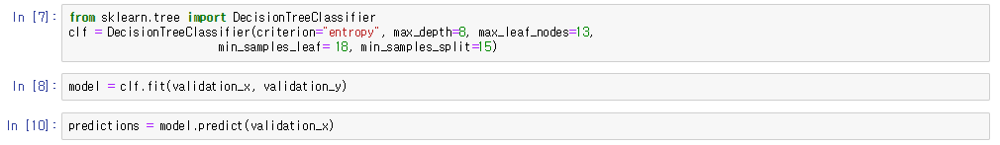 In [7]: from sklearn.tree import DecisionTreeClassifier
clf = DecisionTreeClassifier(criterion="entropy", max_depth=8, max_leaf_nodes=13,
min_samples_leaf= 18, min_samples_split=15)
In [8]: model = clf.fit(validation_x, validation_y)
In [10]: predictions = model.predict(validation_x)